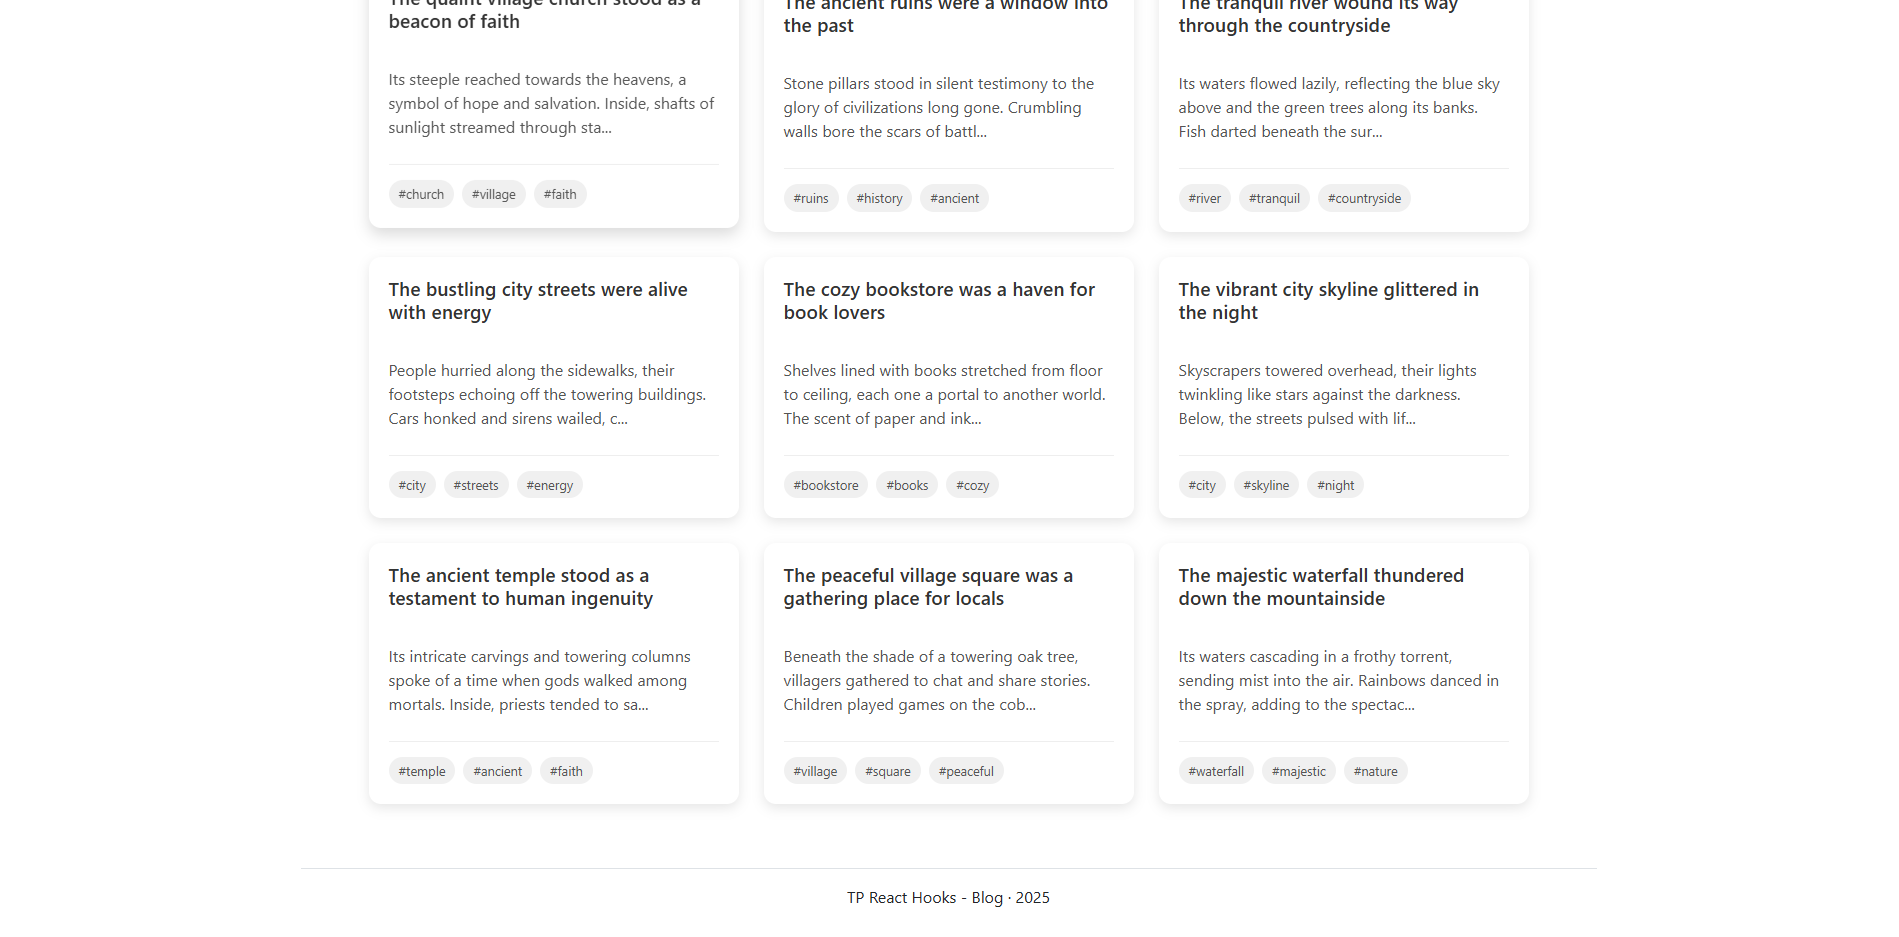 The quaint village church stood as a
beacon of faith
Its steeple reached towards the heavens, a
symbol of hope and salvation. Inside, shafts of
sunlight streamed through sta...
#church #village #faith
The ancient ruins were a window into
the past
Stone pillars stood in silent testimony to the
glory of civilizations long gone. Crumbling
walls bore the scars of battl...
#ruins #history #ancient
The tranquil river wound its way
through the countryside
Its waters flowed lazily, reflecting the blue sky
above and the green trees along its banks.
Fish darted beneath the sur...
#river #tranquil #countryside
The bustling city streets were alive
with energy
People hurried along the sidewalks, their
footsteps echoing off the towering buildings.
Cars honked and sirens wailed, c...
#city #streets #energy
The cozy bookstore was a haven for
book lovers
Shelves lined with books stretched from floor
to ceiling, each one a portal to another world.
The scent of paper and ink...
#bookstore #books #cozy
The vibrant city skyline glittered in
the night
Skyscrapers towered overhead, their lights
twinkling like stars against the darkness.
Below, the streets pulsed with lif...
#city #skyline #night
The ancient temple stood as a
testament to human ingenuity
Its intricate carvings and towering columns
spoke of a time when gods walked among
mortals. Inside, priests tended to sa...
#temple #ancient #faith
The peaceful village square was a
gathering place for locals
Beneath the shade of a towering oak tree,
villagers gathered to chat and share stories.
Children played games on the cob...
#village #square #peaceful
The majestic waterfall thundered
down the mountainside
Its waters cascading in a frothy torrent,
sending mist into the air. Rainbows danced in
the spray, adding to the spectac...
#waterfall #majestic #nature
TP React Hooks - Blog · 2025